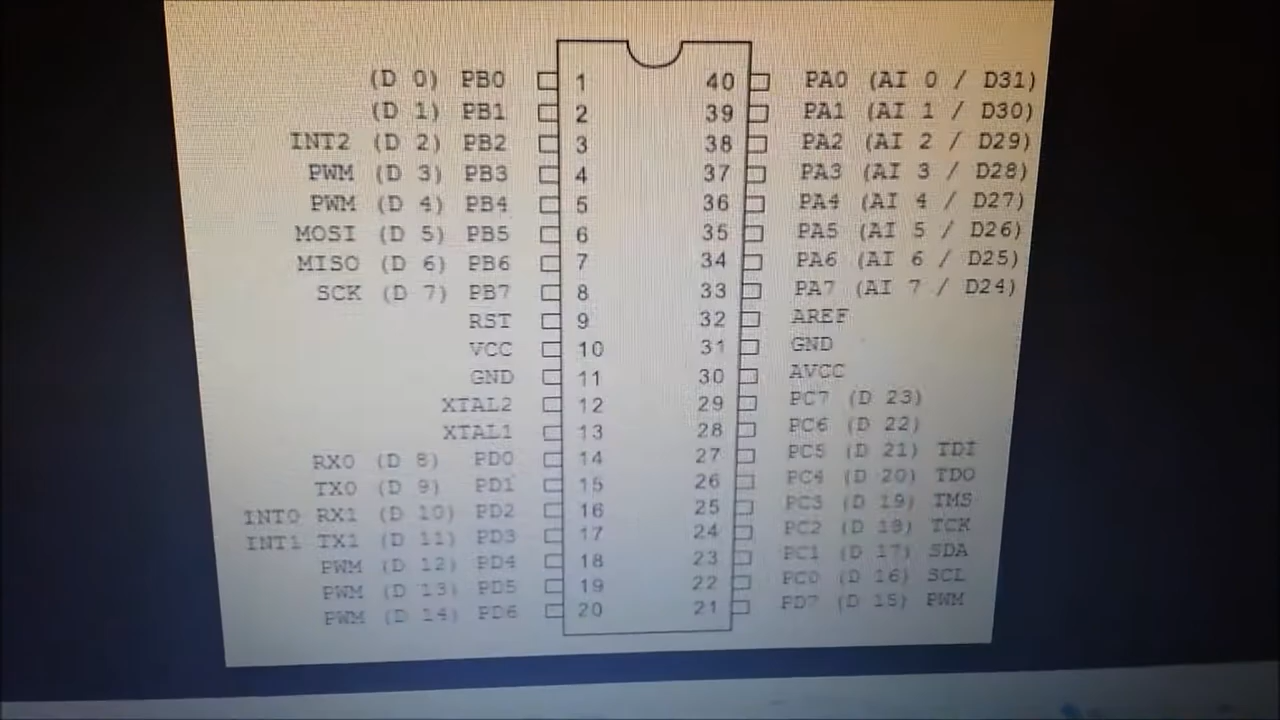 (D 0) PB0 1 40 PA0 (AI 0 / D31)
(D 1) PB1 2 39 PA1 (AI 1 / D30)
INT2 (D 2) PB2 3 38 PA2 (AI 2 / D29)
PWM (D 3) PB3 4 37 PA3 (AI 3 / D28)
PWM (D 4) PB4 5 36 PA4 (AI 4 / D27)
MOSI (D 5) PB5 6 35 PA5 (AI 5 / D26)
MISO (D 6) PB6 7 34 PA6 (AI 6 / D25)
SCK (D 7) PB7 8 33 PA7 (AI 7 / D24)
RST 9 32 AREF
VCC 10 31 GND
GND 11 30 AVCC
XTAL2 12 29 PC7 (D 23)
XTAL1 13 28 PC6 (D 22)
RX0 (D 8) PD0 14 27 PC5 (D 21) TDI
TX0 (D 9) PD1 15 26 PC4 (D 20) TDO
INT0 RX1 (D 10) PD2 16 25 PC3 (D 19) TMS
INT1 TX1 (D 11) PD3 17 24 PC2 (D 18) TCK
PWM (D 12) PD4 18 23 PC1 (D 17) SDA
PWM (D 13) PD5 19 22 PC0 (D 16) SCL
PWM (D 14) PD6 20 21 PD7 (D 15) PWM